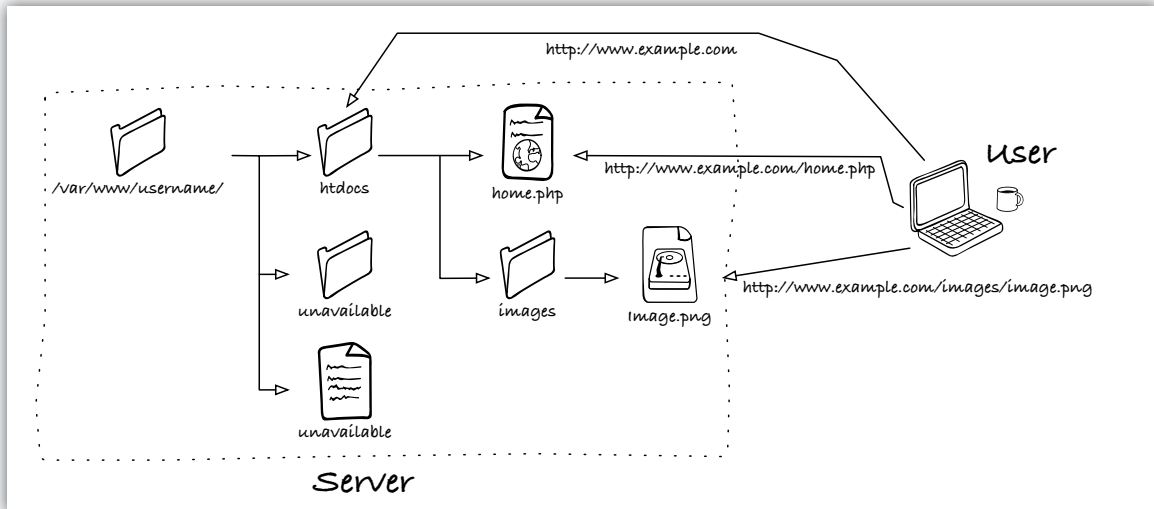 http://www.example.com
User
http://www.example.com/home.php
/var/www/username/
htdocs
home.php
http://www.example.com/images/image.png
unavailable
images
Image.png
unavailable
Server